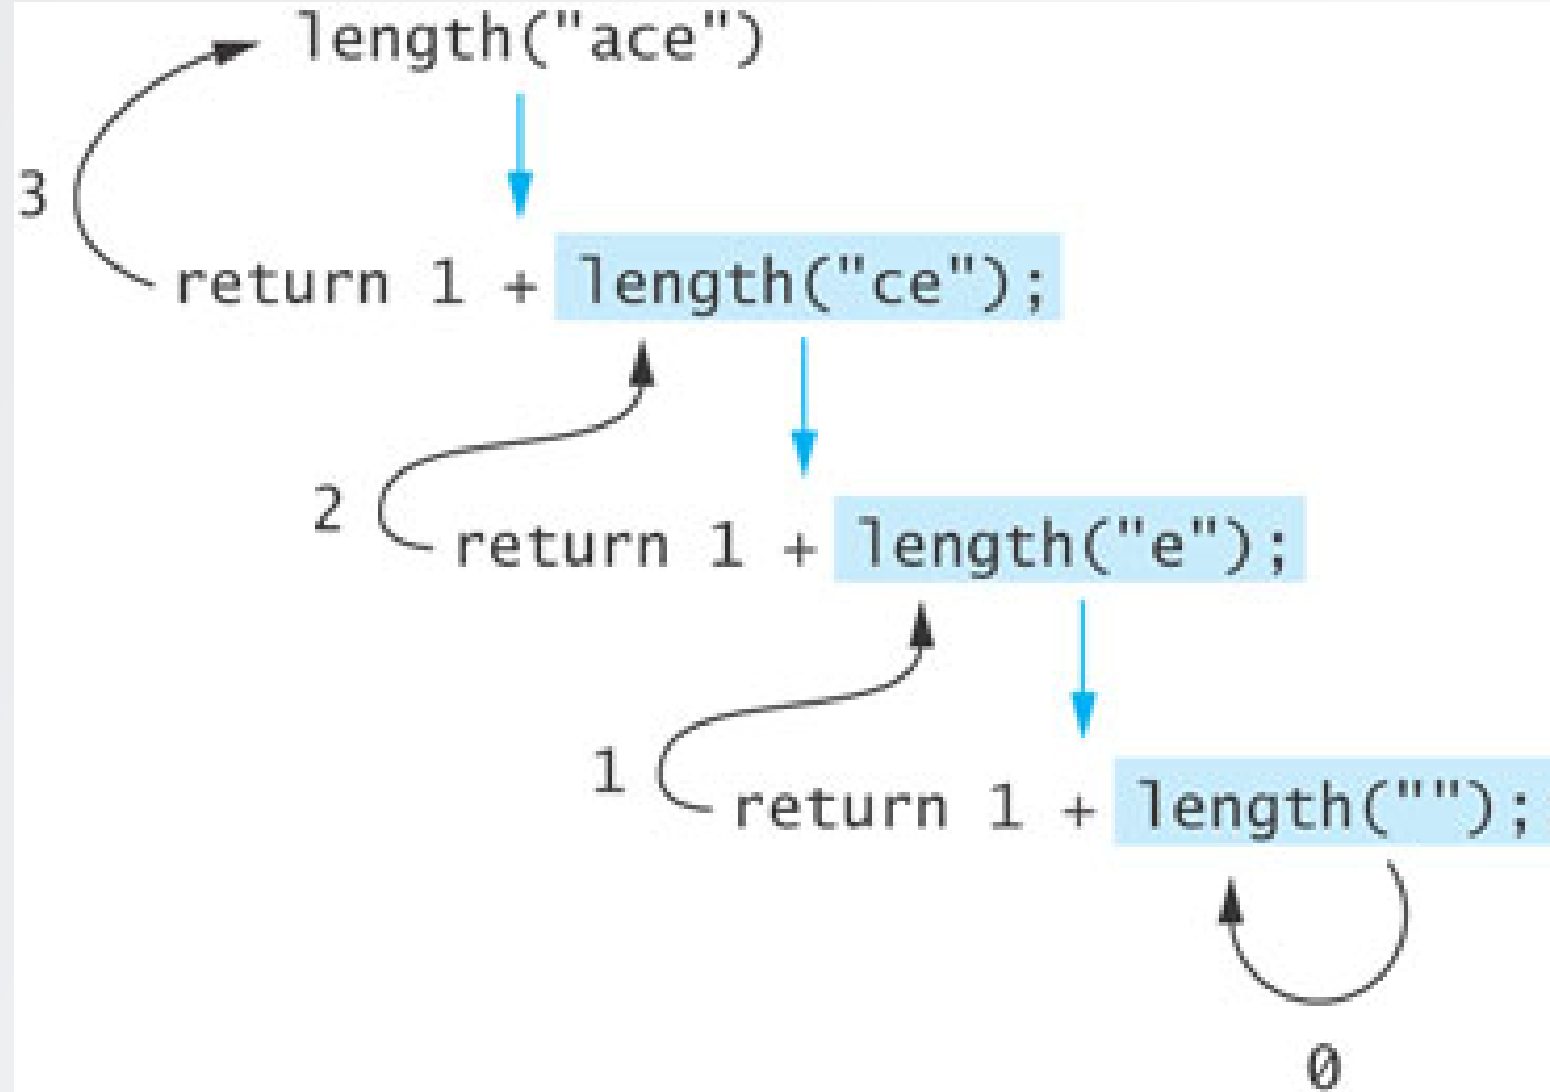 length("ace")
3
return 1 + length("ce");
2
return 1 + length("e");
1
return 1 + length("");
0